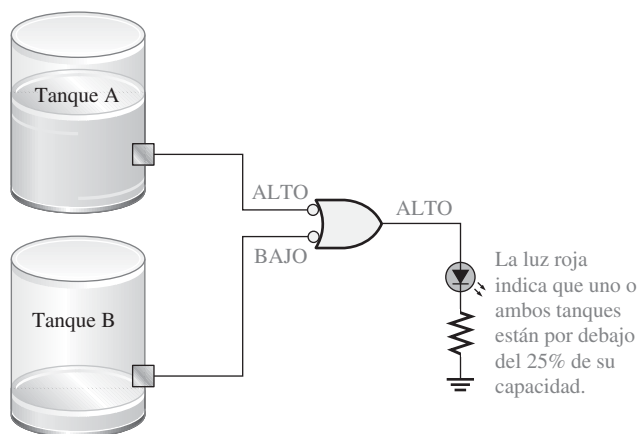 Tanque A
ALTO
ALTO
BAJO
Tanque B
La luz roja
indica que uno o
ambos tanques
están por debajo
del 25% de su
capacidad.